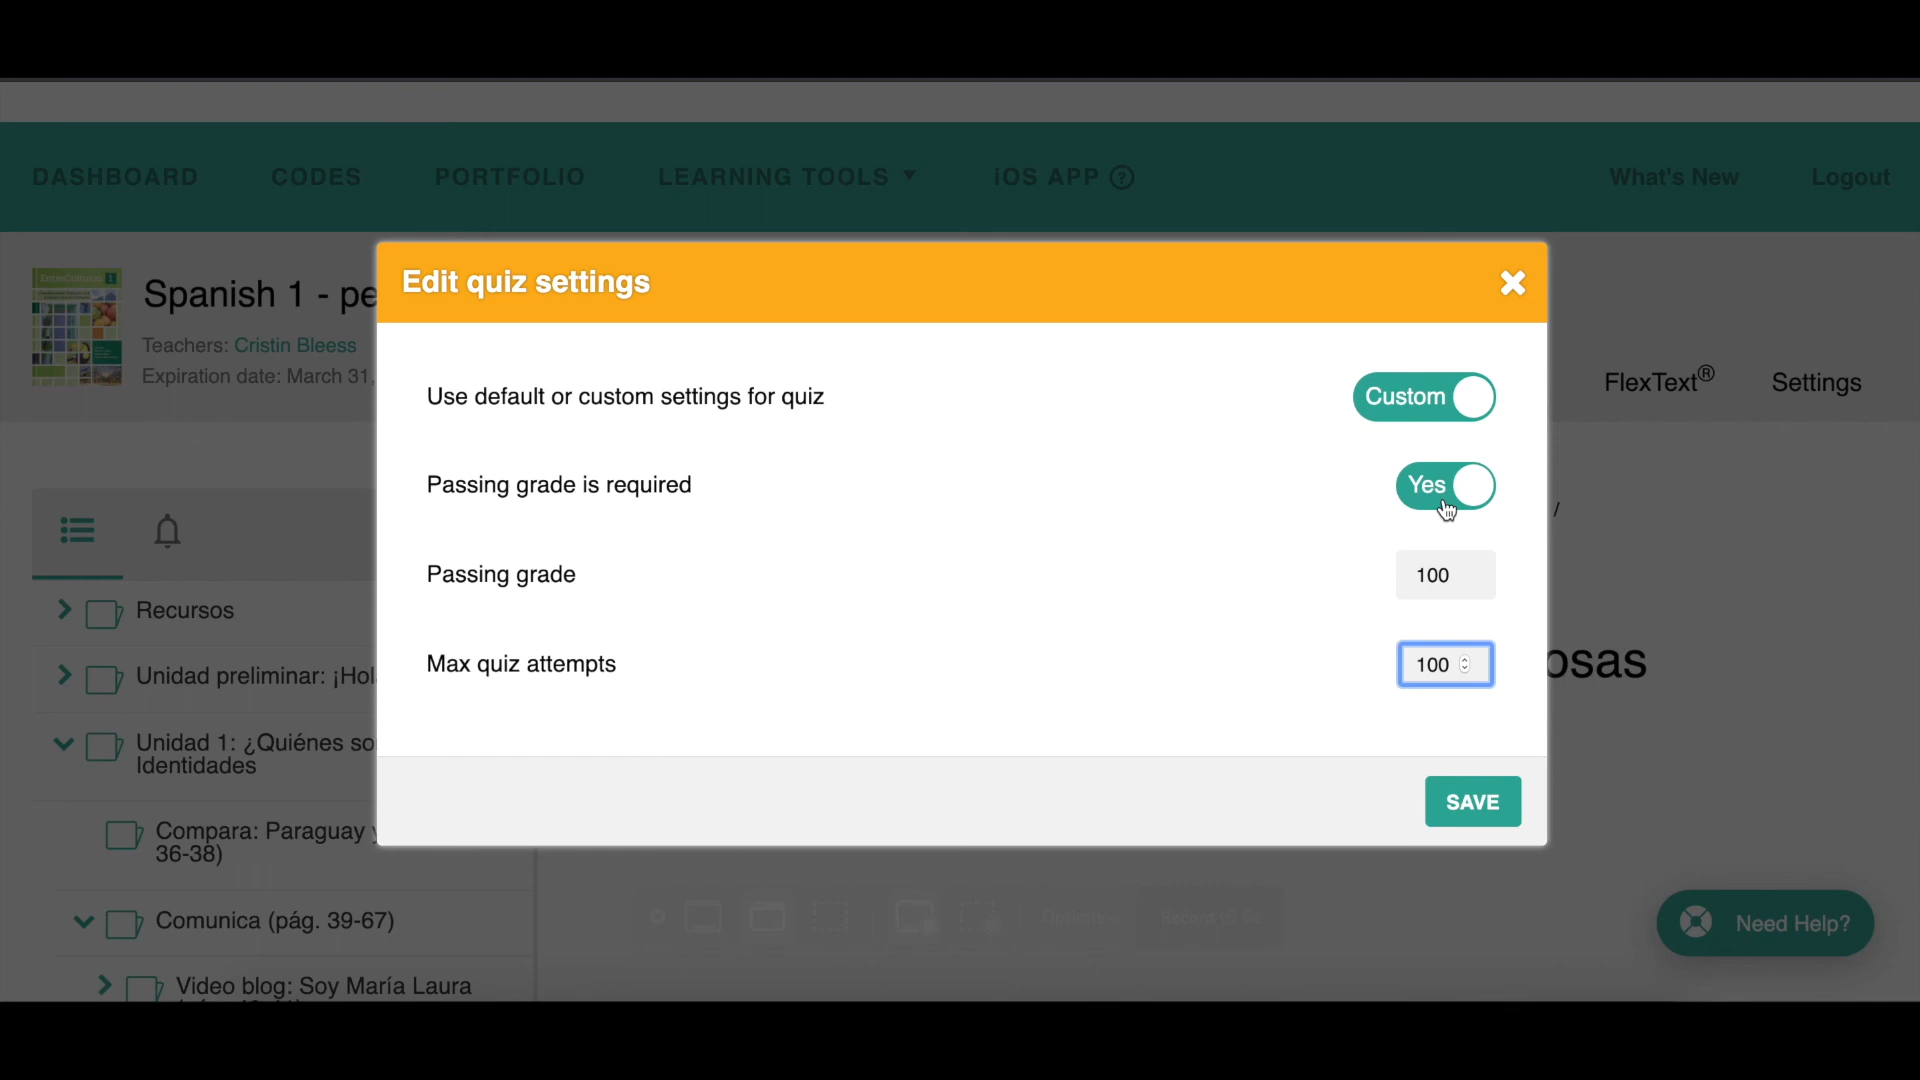 DASHBOARD CODES PORTFOLIO LEARNING TOOLS ▼ iOS APP ? What's New Logout
EnterCulturas 1
Spanish 1 - pe
Teachers: Cristin Bleess
Expiration date: March 31,
FlexText® Settings
Edit quiz settings
Use default or custom settings for quiz Custom
Passing grade is required Yes
/
Passing grade 100
Max quiz attempts 100
osas
SAVE
Recursos
Unidad preliminar: ¡Hol
Unidad 1: ¿Quiénes so
Identidades
Compara: Paraguay y
36-38)
Comunica (pág. 39-67)
Video blog: Soy María Laura
Options
Need Help?